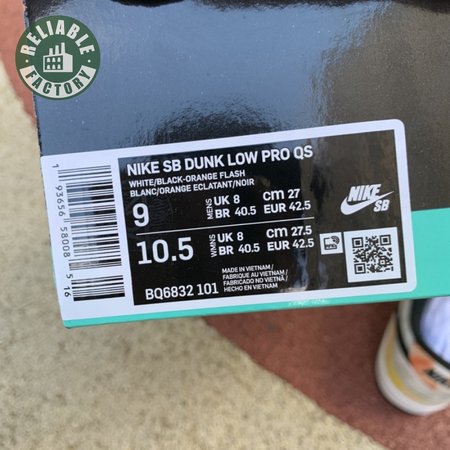 RELIABLE
FACTORY
NIKE SB DUNK LOW PRO QS
WHITE/BLACK-ORANGE FLASH
BLANC/ORANGE ECLATANT/NOIR
9 MENS UK 8 CM 27
BR 40.5 EUR 42.5
10.5 WMNS UK 8 CM 27.5
BR 40.5 EUR 42.5
NIKE
SB
MADE IN VIETNAM/
FABRIQUE AU VIETNAM/
FABRICADO NO VIETNÃ/
HECHO EN VIETNAM
BQ6832 101
1 93656 58008 5 16
NIKE